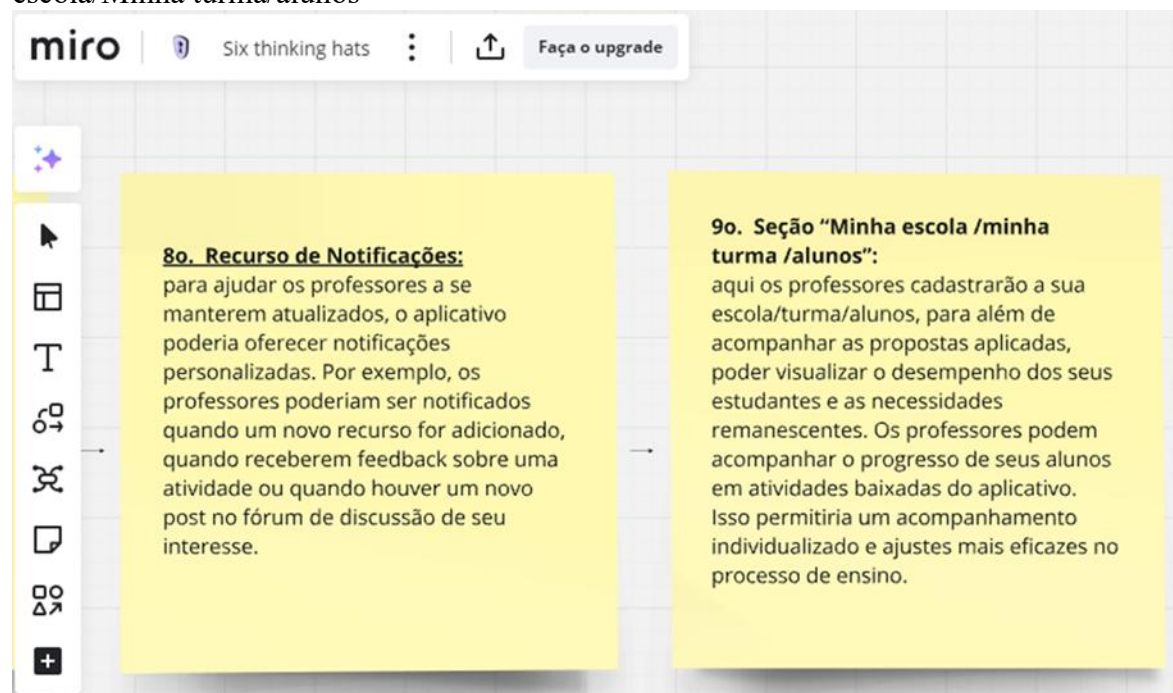 escola/Minha turma/alunos
miro
Six thinking hats
Faça o upgrade
8o. Recurso de Notificações:
para ajudar os professores a se
manterem atualizados, o aplicativo
poderia oferecer notificações
personalizadas. Por exemplo, os
professores poderiam ser notificados
quando um novo recurso for adicionado,
quando receberem feedback sobre uma
atividade ou quando houver um novo
post no fórum de discussão de seu
interesse.
9o. Seção “Minha escola /minha
turma /alunos”:
aqui os professores cadastrarão a sua
escola/turma/alunos, para além de
acompanhar as propostas aplicadas,
poder visualizar o desempenho dos seus
estudantes e as necessidades
remanescentes. Os professores podem
acompanhar o progresso de seus alunos
em atividades baixadas do aplicativo.
Isso permitiria um acompanhamento
individualizado e ajustes mais eficazes no
processo de ensino.